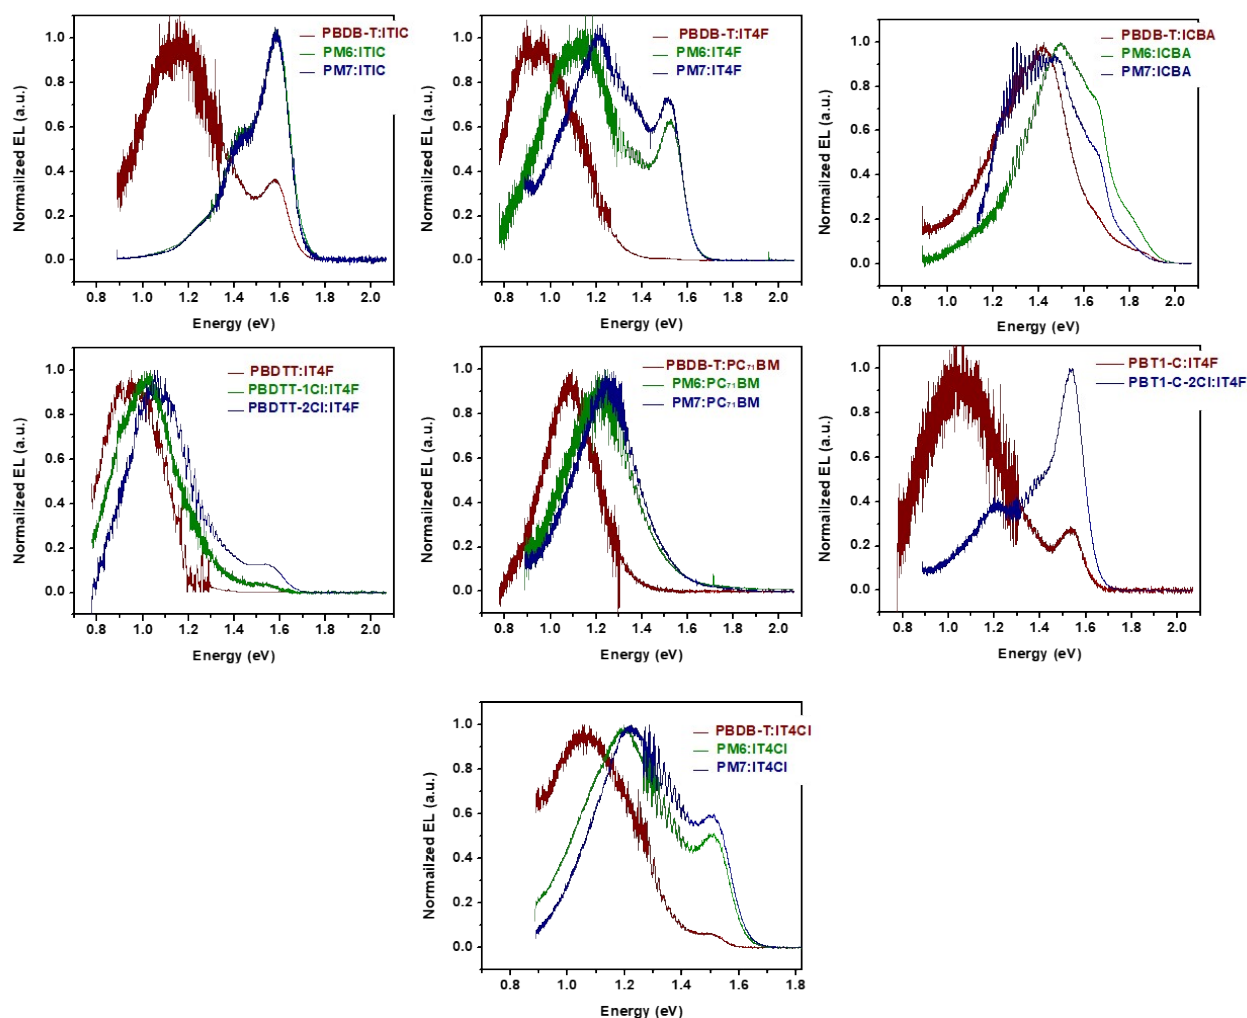 PBDB-T:ITIC
PM6:ITIC
PM7:ITIC
Normailzed EL (a.u.)
1.0
0.8
0.6
0.4
0.2
0.0
0.8 1.0 1.2 1.4 1.6 1.8 2.0
Energy (eV)
PBDB-T:IT4F
PM6:IT4F
PM7:IT4F
Normailzed EL (a.u.)
1.0
0.8
0.6
0.4
0.2
0.0
0.8 1.0 1.2 1.4 1.6 1.8 2.0
Energy (eV)
PBDB-T:ICBA
PM6:ICBA
PM7:ICBA
Normailzed EL (a.u.)
1.0
0.8
0.6
0.4
0.2
0.0
0.8 1.0 1.2 1.4 1.6 1.8 2.0
Energy (eV)
PBDTT:IT4F
PBDTT-1Cl:IT4F
PBDTT-2Cl:IT4F
Normailzed EL (a.u.)
1.0
0.8
0.6
0.4
0.2
0.0
0.8 1.0 1.2 1.4 1.6 1.8 2.0
Energy (eV)
PBDB-T:PC₇₁BM
PM6:PC₇₁BM
PM7:PC₇₁BM
Normailzed EL (a.u.)
1.0
0.8
0.6
0.4
0.2
0.0
0.8 1.0 1.2 1.4 1.6 1.8 2.0
Energy (eV)
PBT1-C:IT4F
PBT1-C-2Cl:IT4F
Normailzed EL (a.u.)
1.0
0.8
0.6
0.4
0.2
0.0
0.8 1.0 1.2 1.4 1.6 1.8 2.0
Energy (eV)
PBDB-T:IT4Cl
PM6:IT4Cl
PM7:IT4Cl
Normailzed EL (a.u.)
1.0
0.8
0.6
0.4
0.2
0.0
0.8 1.0 1.2 1.4 1.6 1.8
Energy (eV)